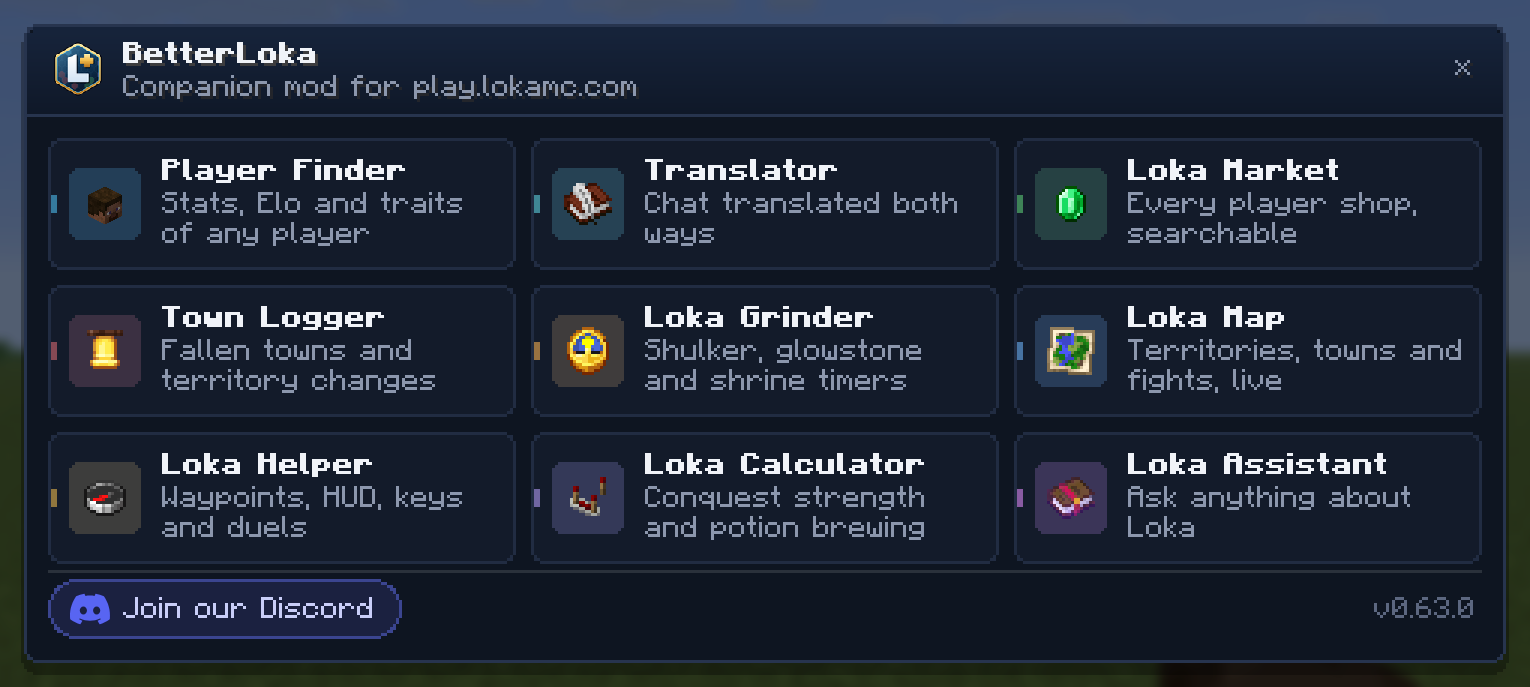 BetterLoka
Companion mod for play.lokamc.com
×
Player Finder
Stats, Elo and traits
of any player
Translator
Chat translated both
ways
Loka Market
Every player shop,
searchable
Town Logger
Fallen towns and
territory changes
Loka Grinder
Shulker, glowstone
and shrine timers
Loka Map
Territories, towns and
fights, live
Loka Helper
Waypoints, HUD, keys
and duels
Loka Calculator
Conquest strength
and potion brewing
Loka Assistant
Ask anything about
Loka
Join our Discord
v0.63.0